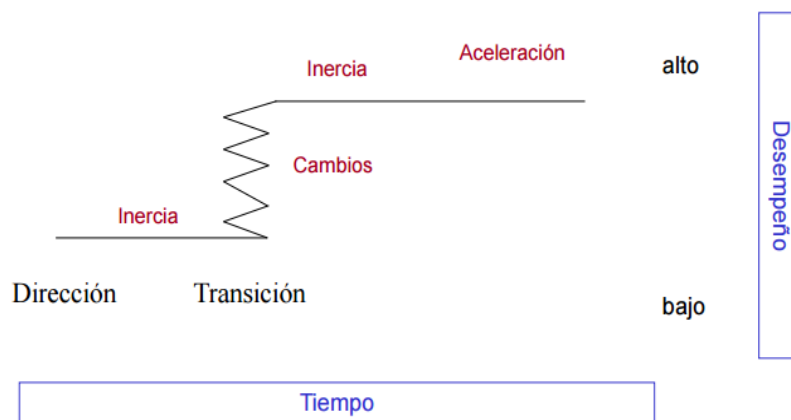 Inercia
Aceleración
alto
Cambios
Inercia
Dirección
Transición
bajo
Desempeño
Tiempo